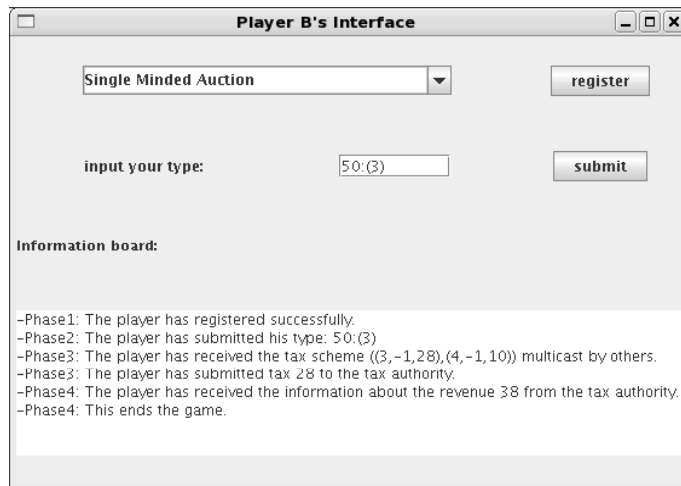 Player B's Interface
Single Minded Auction
register
input your type:
50:(3)
submit
Information board:
–Phase1: The player has registered successfully.
–Phase2: The player has submitted his type: 50:(3)
–Phase3: The player has received the tax scheme ((3,–1,28),(4,–1,10)) multicast by others.
–Phase3: The player has submitted tax 28 to the tax authority.
–Phase4: The player has received the information about the revenue 38 from the tax authority.
–Phase4: This ends the game.